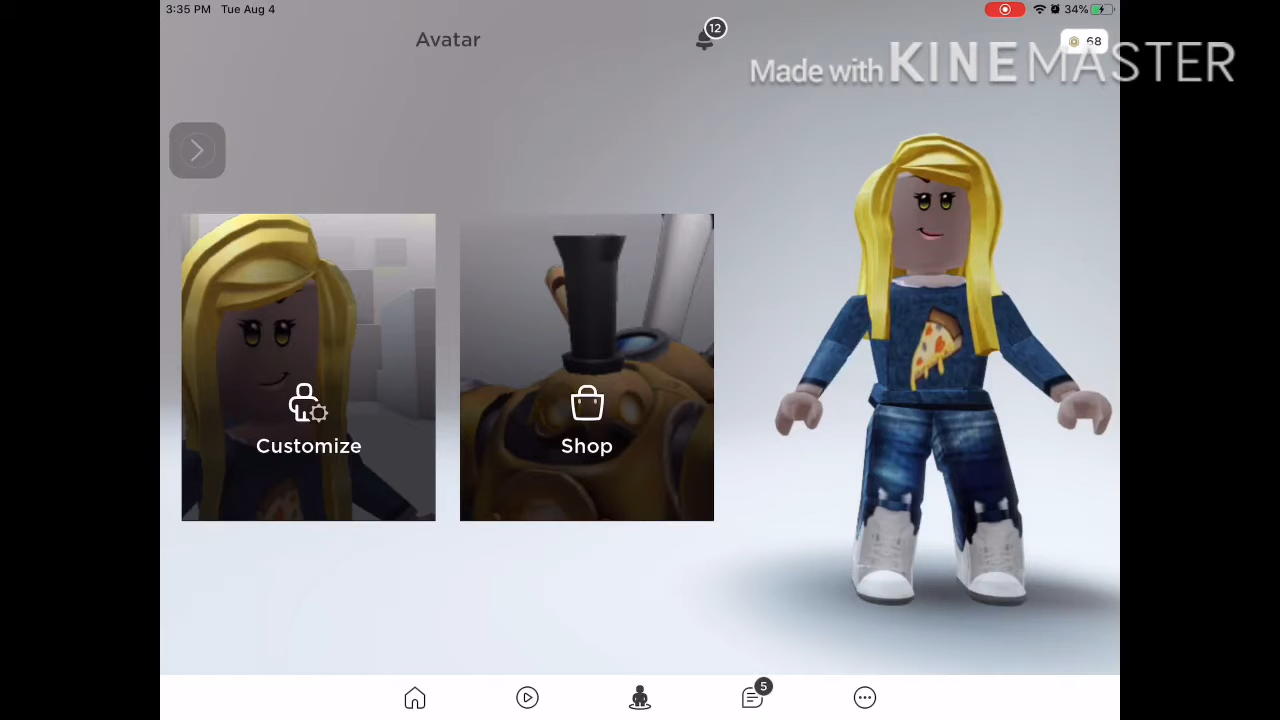 3:35 PM Tue Aug 4
34%
Avatar
12
68
Made with KINEMASTER
Customize
Shop
5